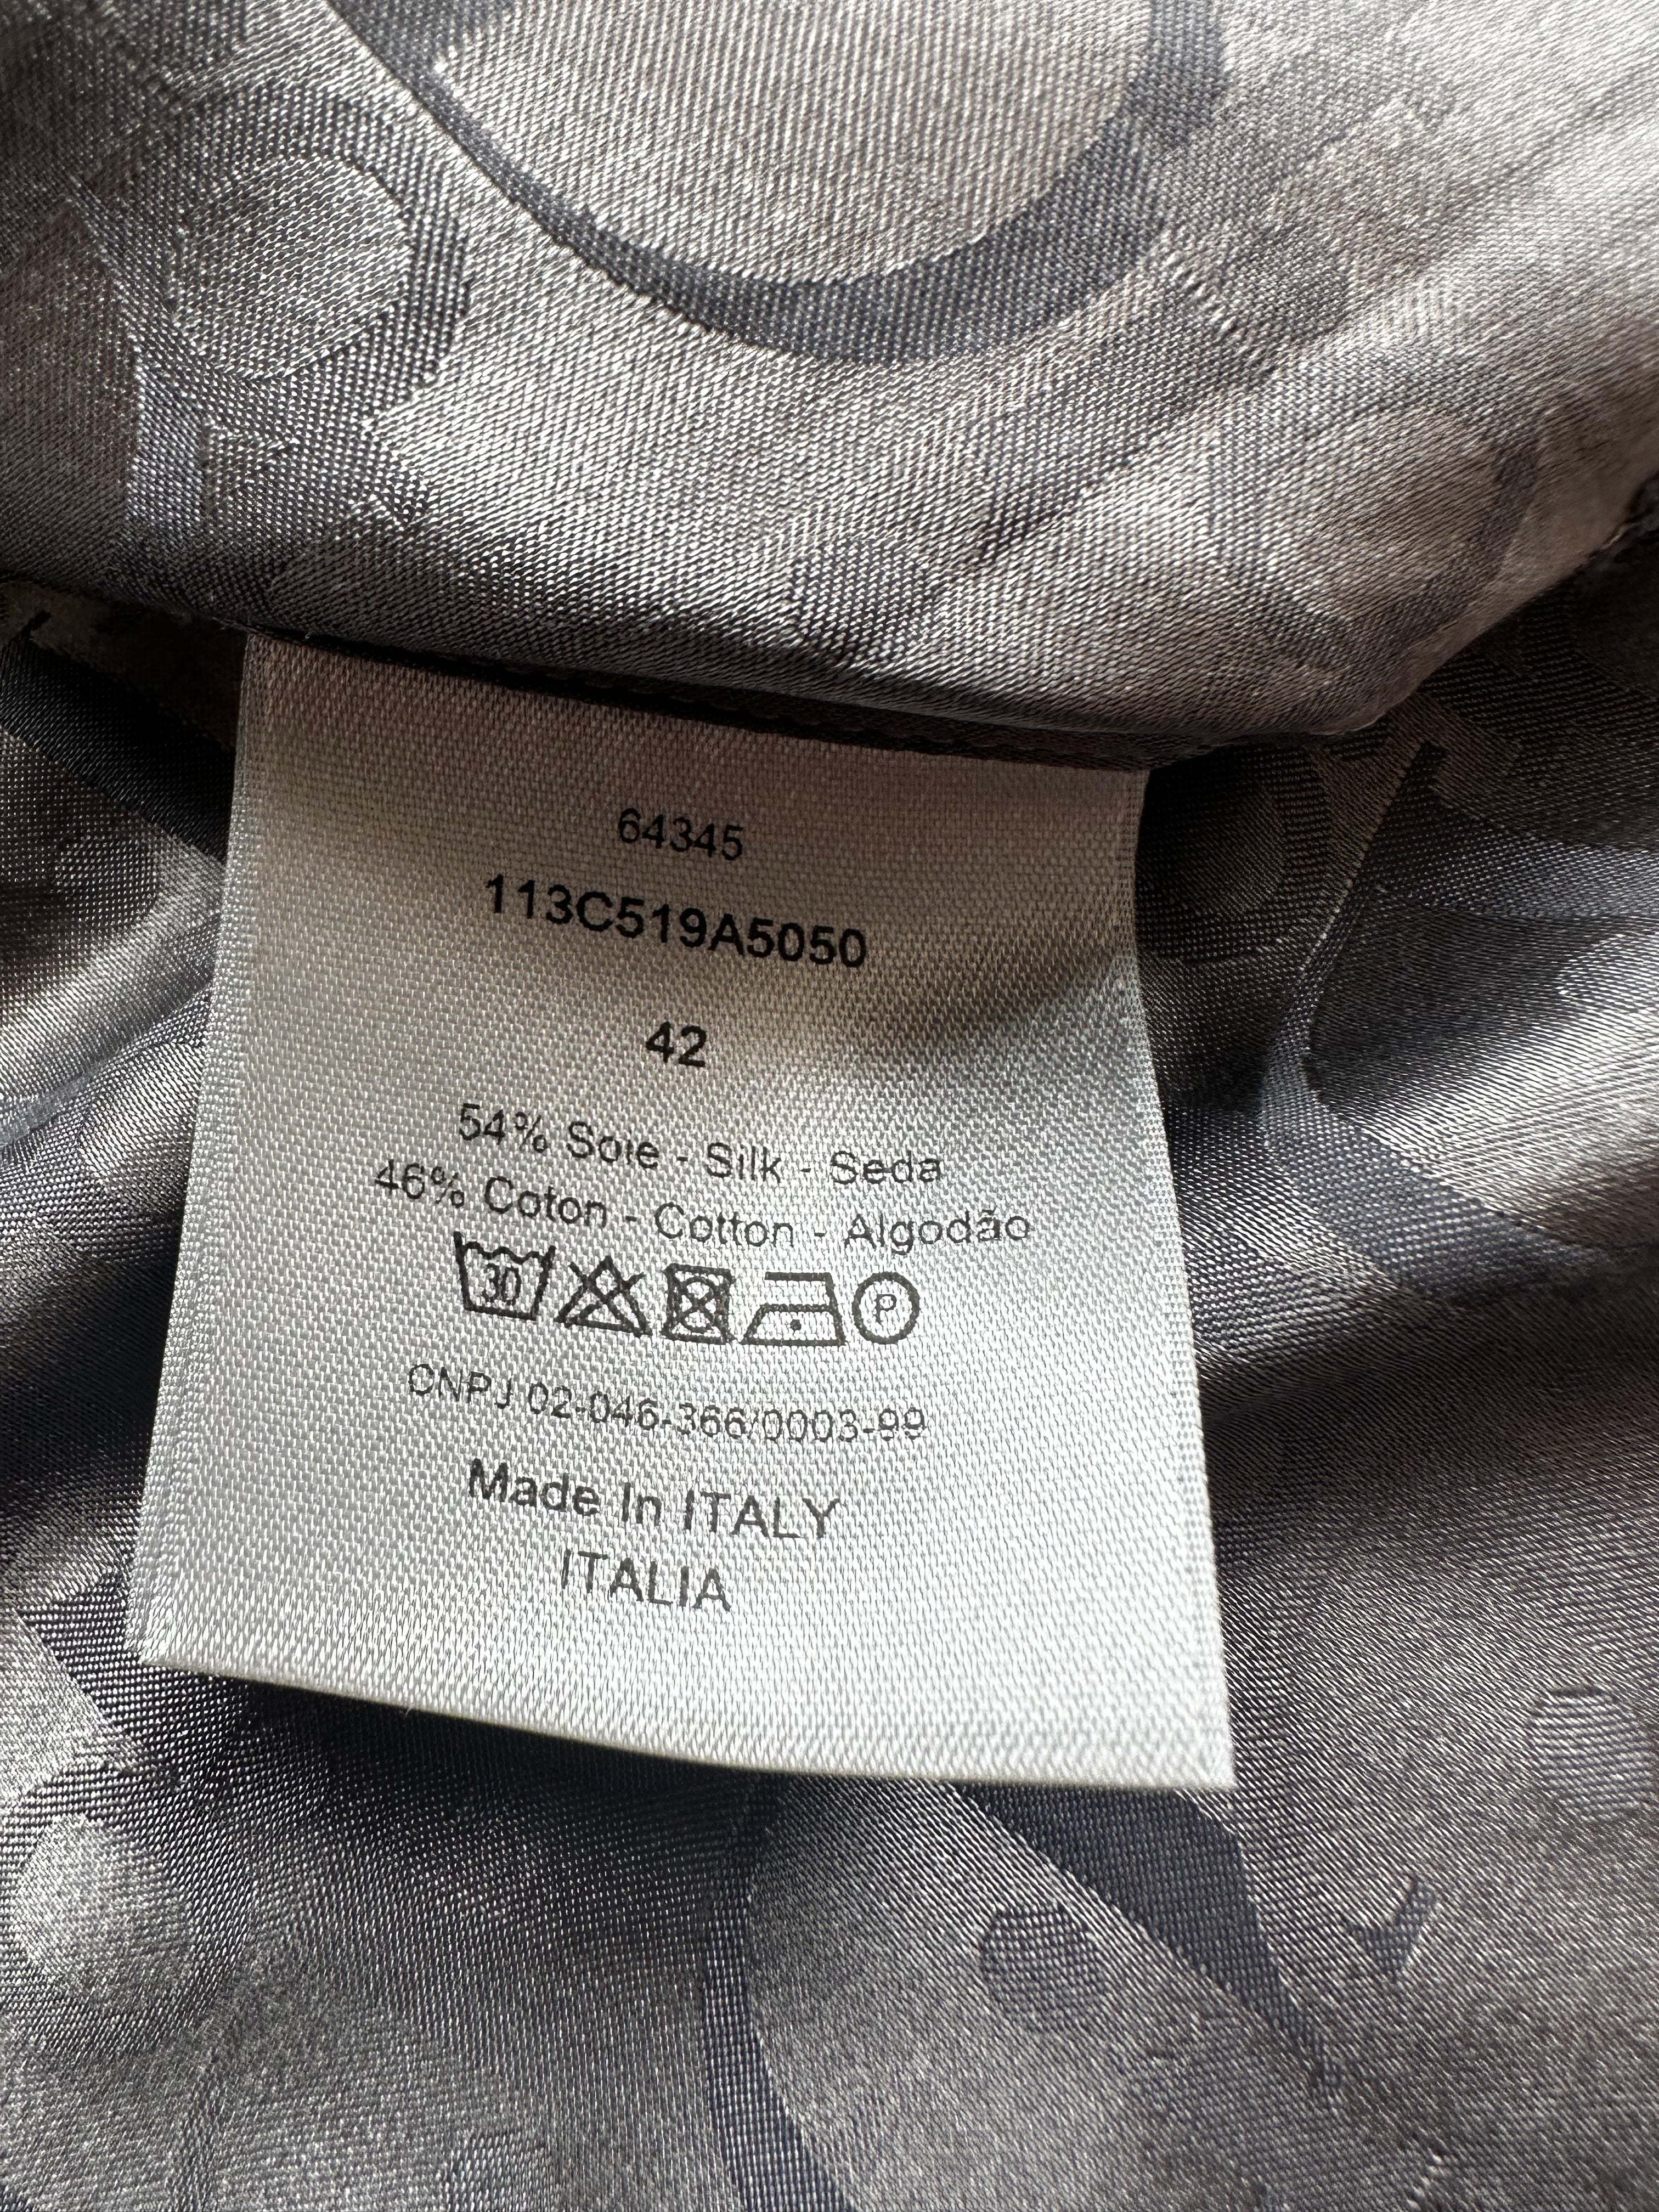 64345
113C519A5050
42
54% Soie - Silk - Seda
46% Coton - Cotton - Algodão
30 P
CNPJ 02-046-366/0003-99
Made In ITALY
ITALIA